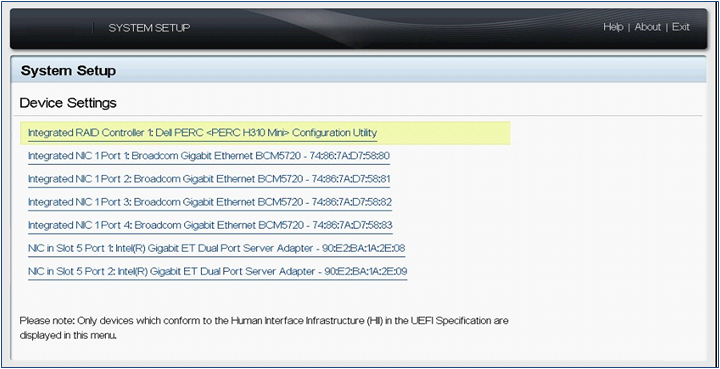 SYSTEM SETUP
Help | About | Exit
System Setup
Device Settings
Integrated RAID Controller 1: Dell PERC <PERC H310 Mini> Configuration Utility
Integrated NIC 1 Port 1: Broadcom Gigabit Ethernet BCM5720 - 74:86:7A:D7:58:80
Integrated NIC 1 Port 2: Broadcom Gigabit Ethernet BCM5720 - 74:86:7A:D7:58:81
Integrated NIC 1 Port 3: Broadcom Gigabit Ethernet BCM5720 - 74:86:7A:D7:58:82
Integrated NIC 1 Port 4: Broadcom Gigabit Ethernet BCM5720 - 74:86:7A:D7:58:83
NIC in Slot 5 Port 1: Intel(R) Gigabit ET Dual Port Server Adapter - 90:E2:BA:1A:2E:08
NIC in Slot 5 Port 2: Intel(R) Gigabit ET Dual Port Server Adapter - 90:E2:BA:1A:2E:09
Please note: Only devices which conform to the Human Interface Infrastructure (HII) in the UEFI Specification are
displayed in this menu.